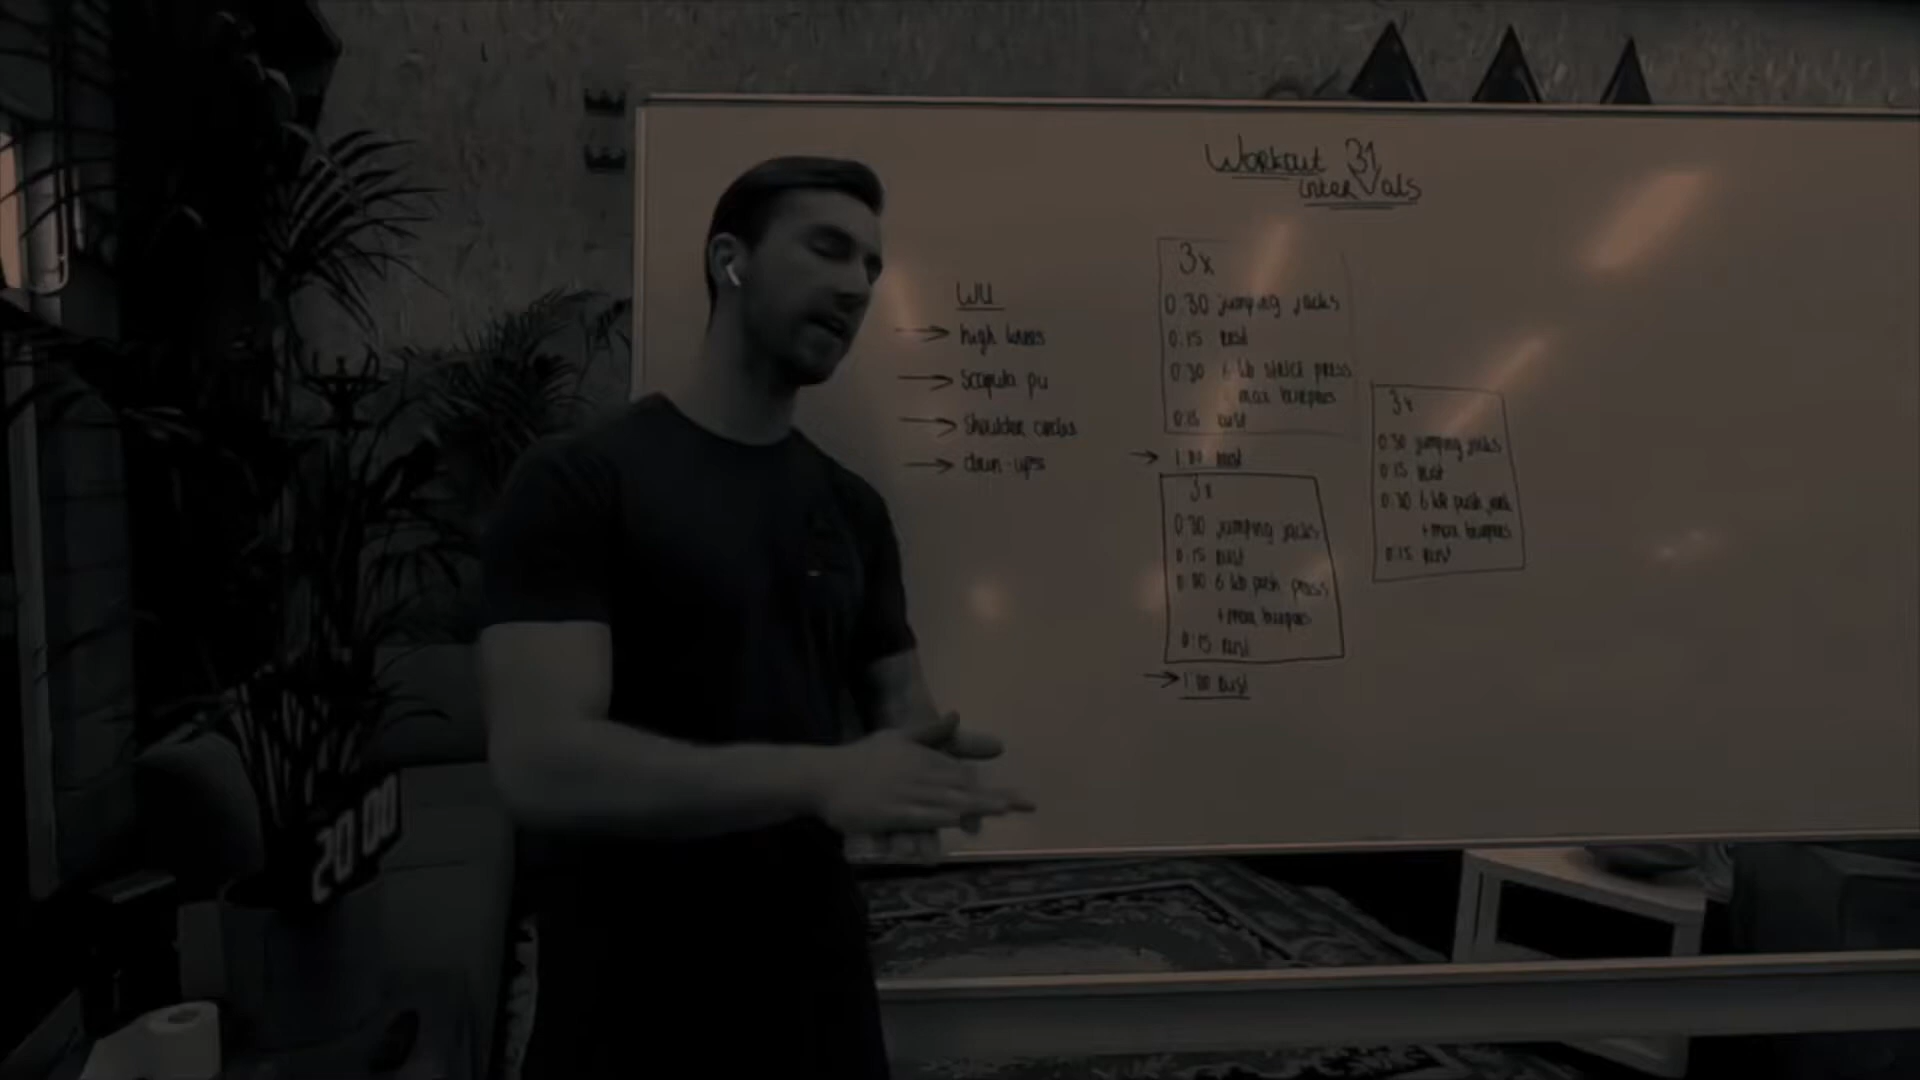 Workout 31
intervals
WU
→ high knees
→ Scapula pu
→ Shoulder circles
→ down-ups
3x
0:30 jumping jacks
0:15 rest
0:30 6 kb strict press
+ max burpees
0:15 rest
→ 1:00 rest
3x
0:30 jumping jacks
0:15 rest
0:30 6 kb push press
+ max burpees
0:15 rest
→ 1:00 rest
3x
0:30 jumping jacks
0:15 rest
0:30 6 kb push jerk
+ max burpees
0:15 rest
20:00